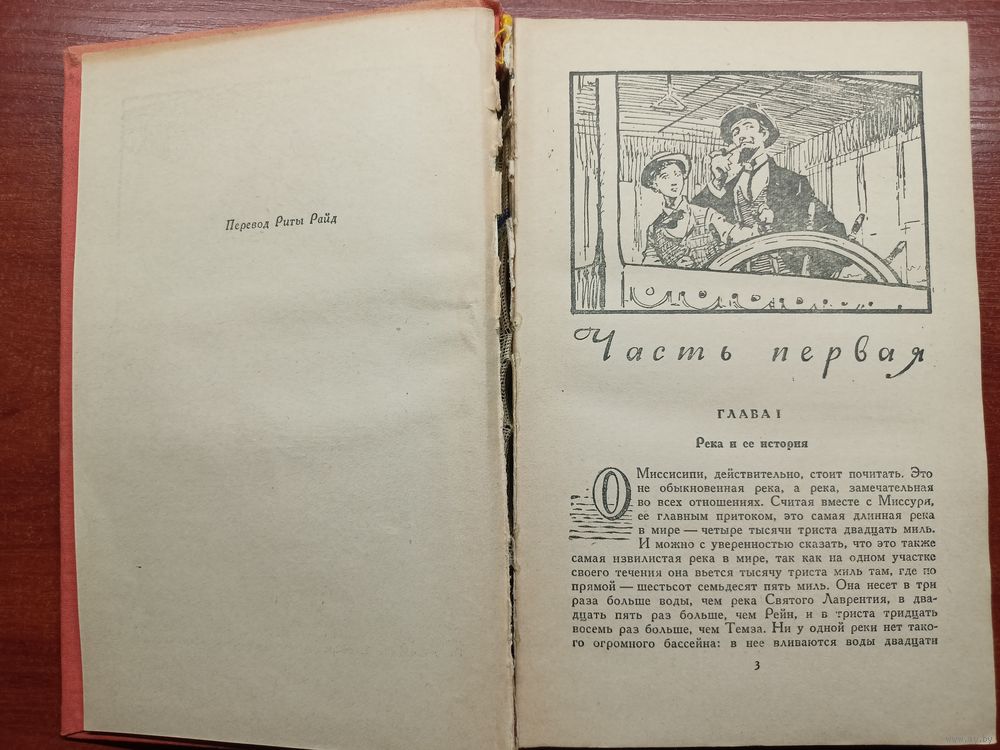 Перевод Риты Райд
Часть первая
ГЛАВА I
Река и ее история
О Миссисипи, действительно, стоит почитать. Это
не обыкновенная река, а река, замечательная
во всех отношениях. Считая вместе с Миссури,
ее главным притоком, это самая длинная река
в мире — четыре тысячи триста двадцать миль.
И можно с уверенностью сказать, что это также
самая извилистая река в мире, так как на одном участке
своего течения она вьется тысячу триста миль там, где по
прямой — шестьсот семьдесят пять миль. Она несет в три
раза больше воды, чем река Святого Лаврентия, в два-
дцать пять раз больше, чем Рейн, и в триста тридцать
восемь раз больше, чем Темза. Ни у одной реки нет тако-
го огромного бассейна: в нее вливаются воды двадцати
3
www.ay.by